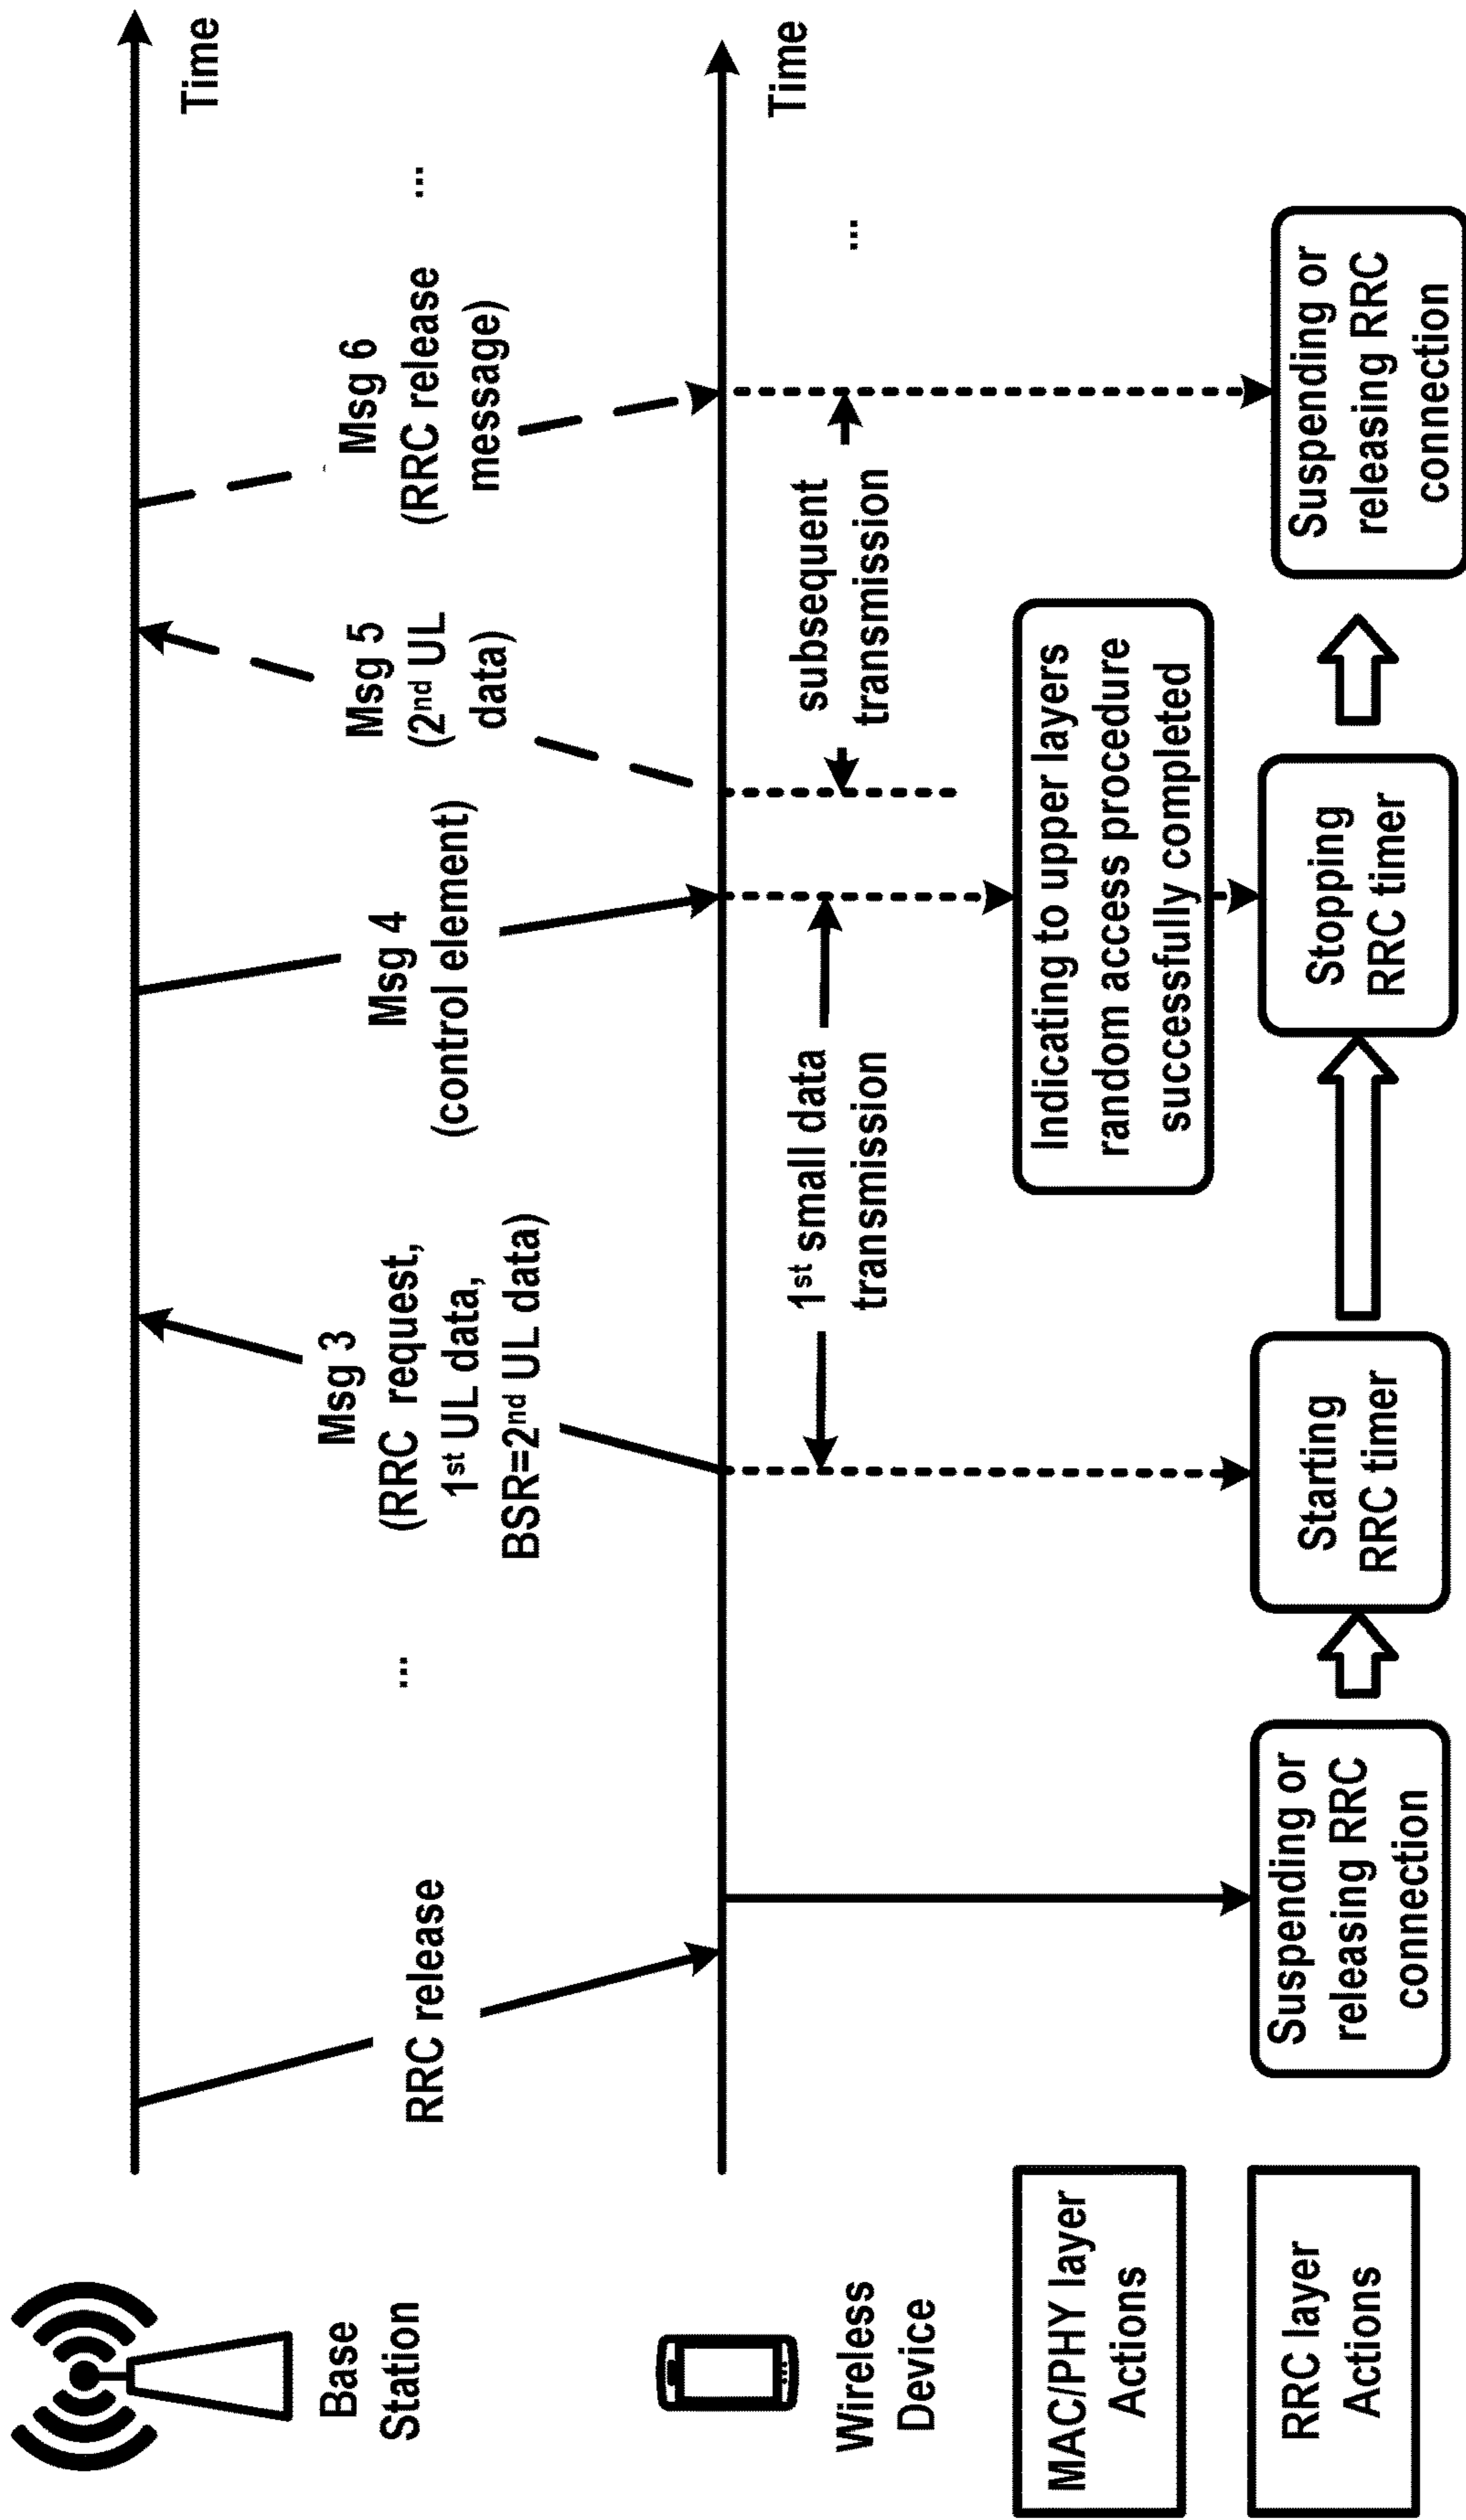 Base
Station
Time
RRC release
...
Msg 3
(RRC request,
1st UL data,
BSR=2nd UL data)
Msg 4
(control element)
Msg 5
(2nd UL
data)
Msg 6
(RRC release
message)
...
Wireless
Device
Time
1st small data
transmission
subsequent
transmission
...
MAC/PHY layer
Actions
Indicating to upper layers
random access procedure
successfully completed
RRC layer
Actions
Suspending or
releasing RRC
connection
Starting
RRC timer
Stopping
RRC timer
Suspending or
releasing RRC
connection